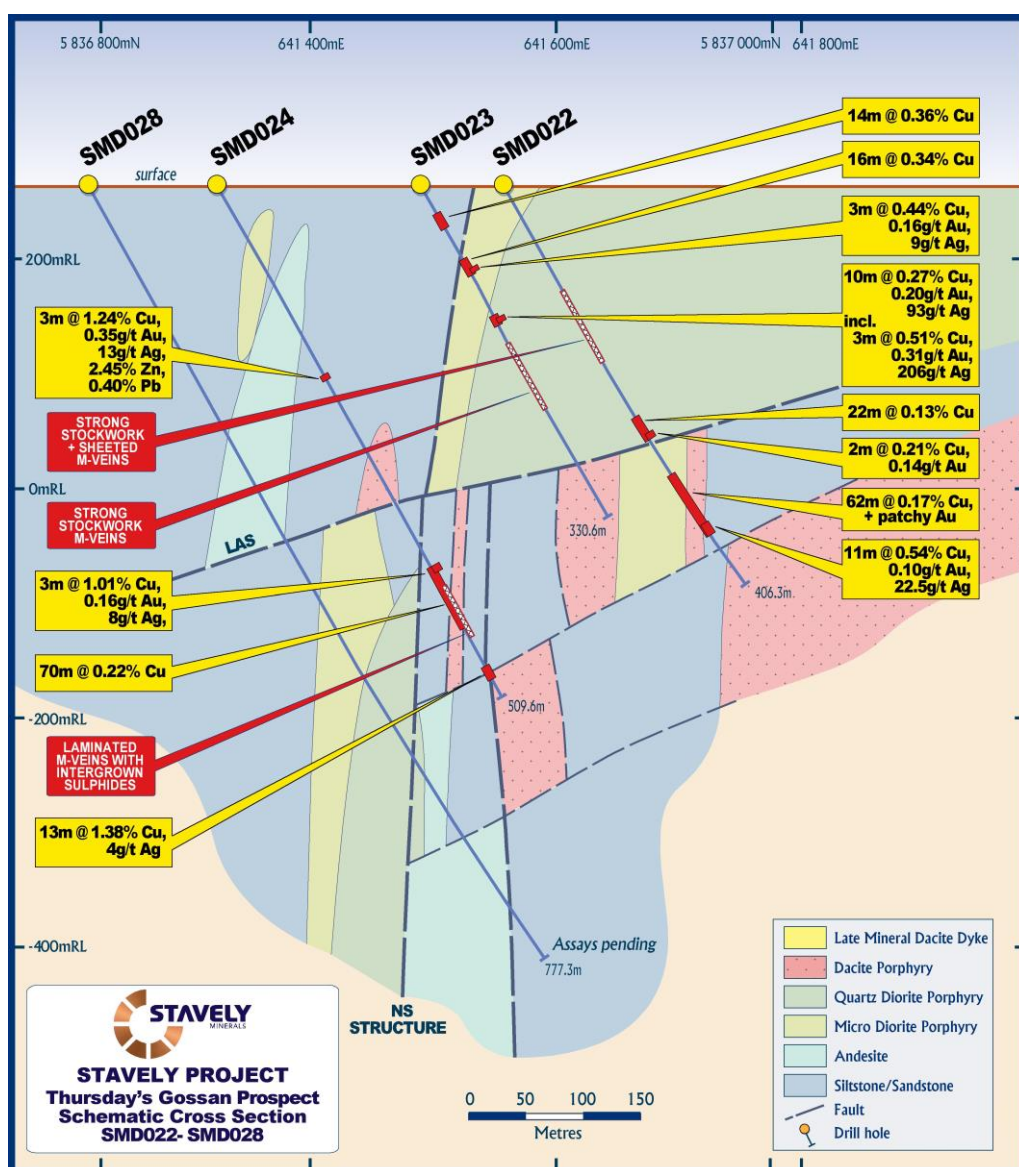 5 836 800mN
641 400mE
641 600mE
5 837 000mN
641 800mE
SMD028
SMD024
SMD023
SMD022
surface
14m @ 0.36% Cu
16m @ 0.34% Cu
3m @ 0.44% Cu,
0.16g/t Au,
9g/t Ag,
10m @ 0.27% Cu,
0.20g/t Au,
93g/t Ag
incl.
3m @ 0.51% Cu,
0.31g/t Au,
206g/t Ag
22m @ 0.13% Cu
2m @ 0.21% Cu,
0.14g/t Au
62m @ 0.17% Cu,
+ patchy Au
11m @ 0.54% Cu,
0.10g/t Au,
22.5g/t Ag
200mRL
0mRL
-200mRL
-400mRL
3m @ 1.24% Cu,
0.35g/t Au,
13g/t Ag,
2.45% Zn,
0.40% Pb
STRONG
STOCKWORK
+ SHEETED
M-VEINS
STRONG
STOCKWORK
M-VEINS
LAS
3m @ 1.01% Cu,
0.16g/t Au,
8g/t Ag,
70m @ 0.22% Cu
LAMINATED
M-VEINS WITH
INTERGROWN
SULPHIDES
13m @ 1.38% Cu,
4g/t Ag
330.6m
406.3m
509.6m
Assays pending
777.3m
NS
STRUCTURE
STAVELY
MINERALS
STAVELY PROJECT
Thursday's Gossan Prospect
Schematic Cross Section
SMD022- SMD028
0 50 100 150
Metres
Late Mineral Dacite Dyke
Dacite Porphyry
Quartz Diorite Porphyry
Micro Diorite Porphyry
Andesite
Siltstone/Sandstone
Fault
Drill hole